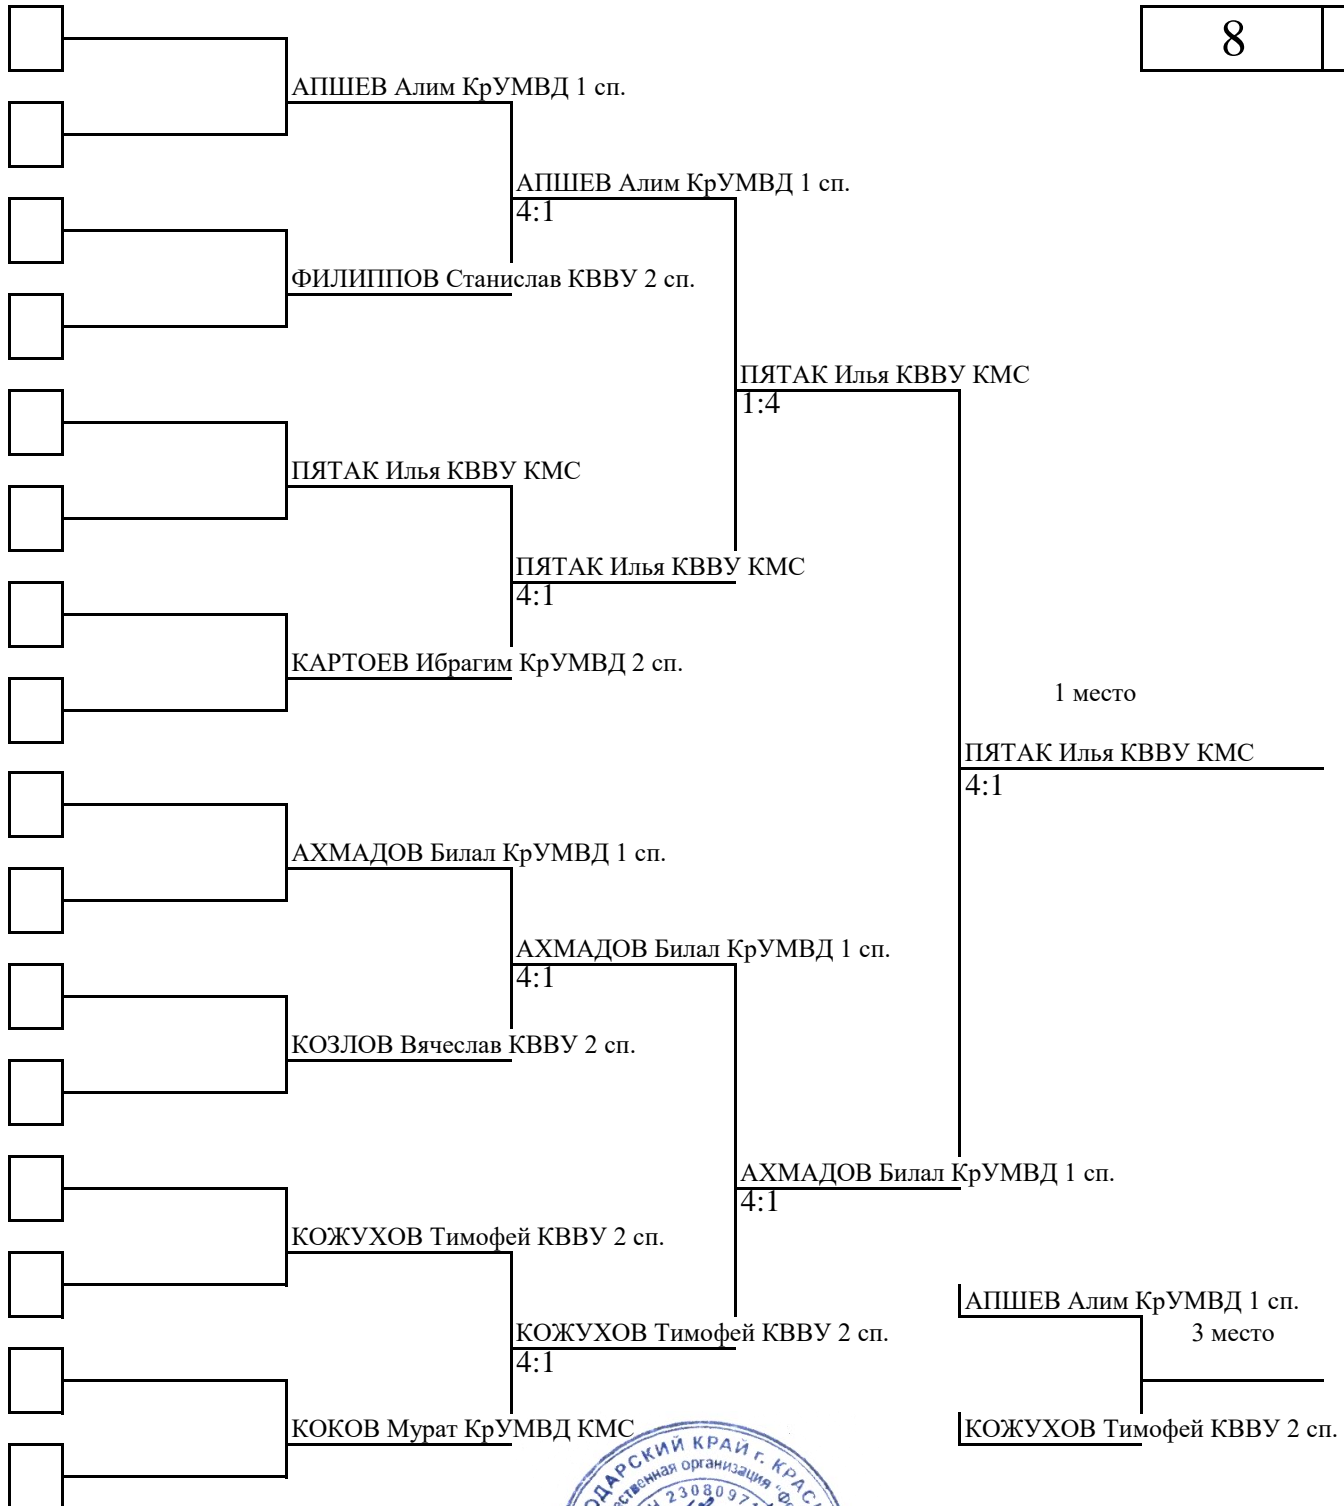 8
АПШЕВ Алим КрУМВД 1 сп.
АПШЕВ Алим КрУМВД 1 сп.
4:1
ФИЛИППОВ Станислав КВВУ 2 сп.
ПЯТАК Илья КВВУ КМС
1:4
ПЯТАК Илья КВВУ КМС
ПЯТАК Илья КВВУ КМС
4:1
КАРТОЕВ Ибрагим КрУМВД 2 сп.
1 место
ПЯТАК Илья КВВУ КМС
4:1
АХМАДОВ Билал КрУМВД 1 сп.
АХМАДОВ Билал КрУМВД 1 сп.
4:1
КОЗЛОВ Вячеслав КВВУ 2 сп.
АХМАДОВ Билал КрУМВД 1 сп.
4:1
КОЖУХОВ Тимофей КВВУ 2 сп.
АПШЕВ Алим КрУМВД 1 сп.
3 место
КОЖУХОВ Тимофей КВВУ 2 сп.
4:1
КОКОВ Мурат КрУМВД КМС
КОЖУХОВ Тимофей КВВУ 2 сп.
КРАЙ г.
организация